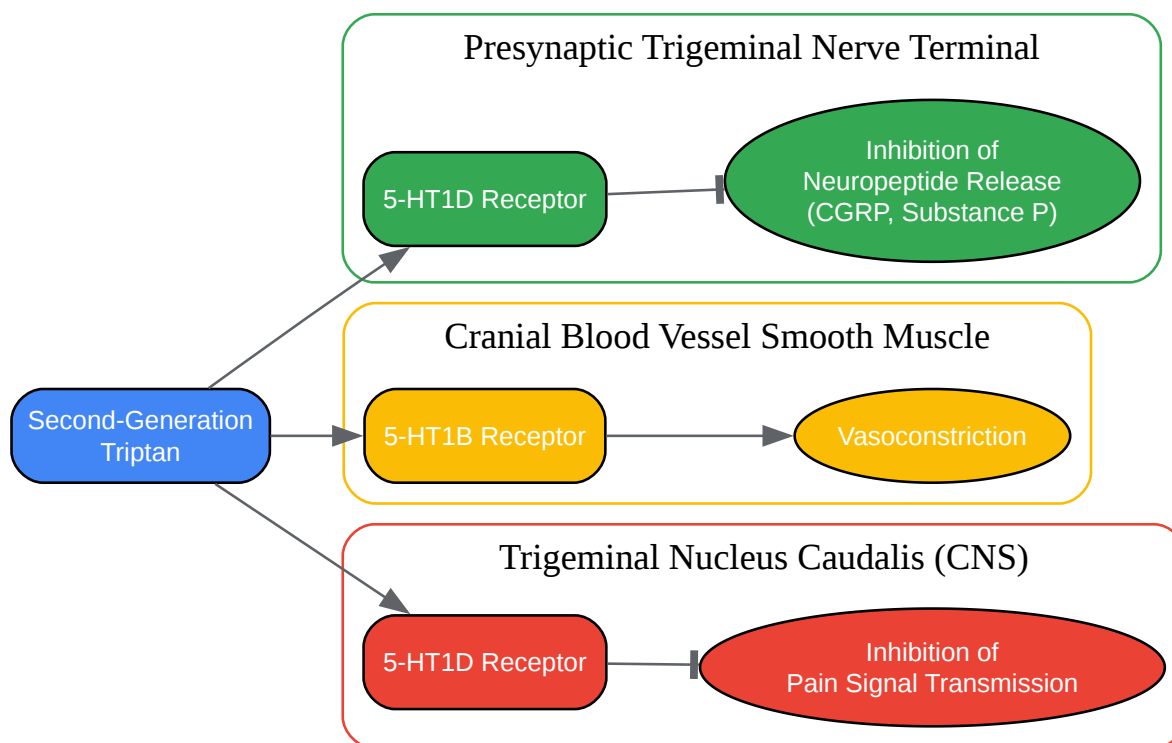 Presynaptic Trigeminal Nerve Terminal
5-HT1D Receptor
Inhibition of
Neuropeptide Release
(CGRP, Substance P)
Cranial Blood Vessel Smooth Muscle
Second-Generation
Triptan
5-HT1B Receptor
Vasoconstriction
Trigeminal Nucleus Caudalis (CNS)
5-HT1D Receptor
Inhibition of
Pain Signal Transmission